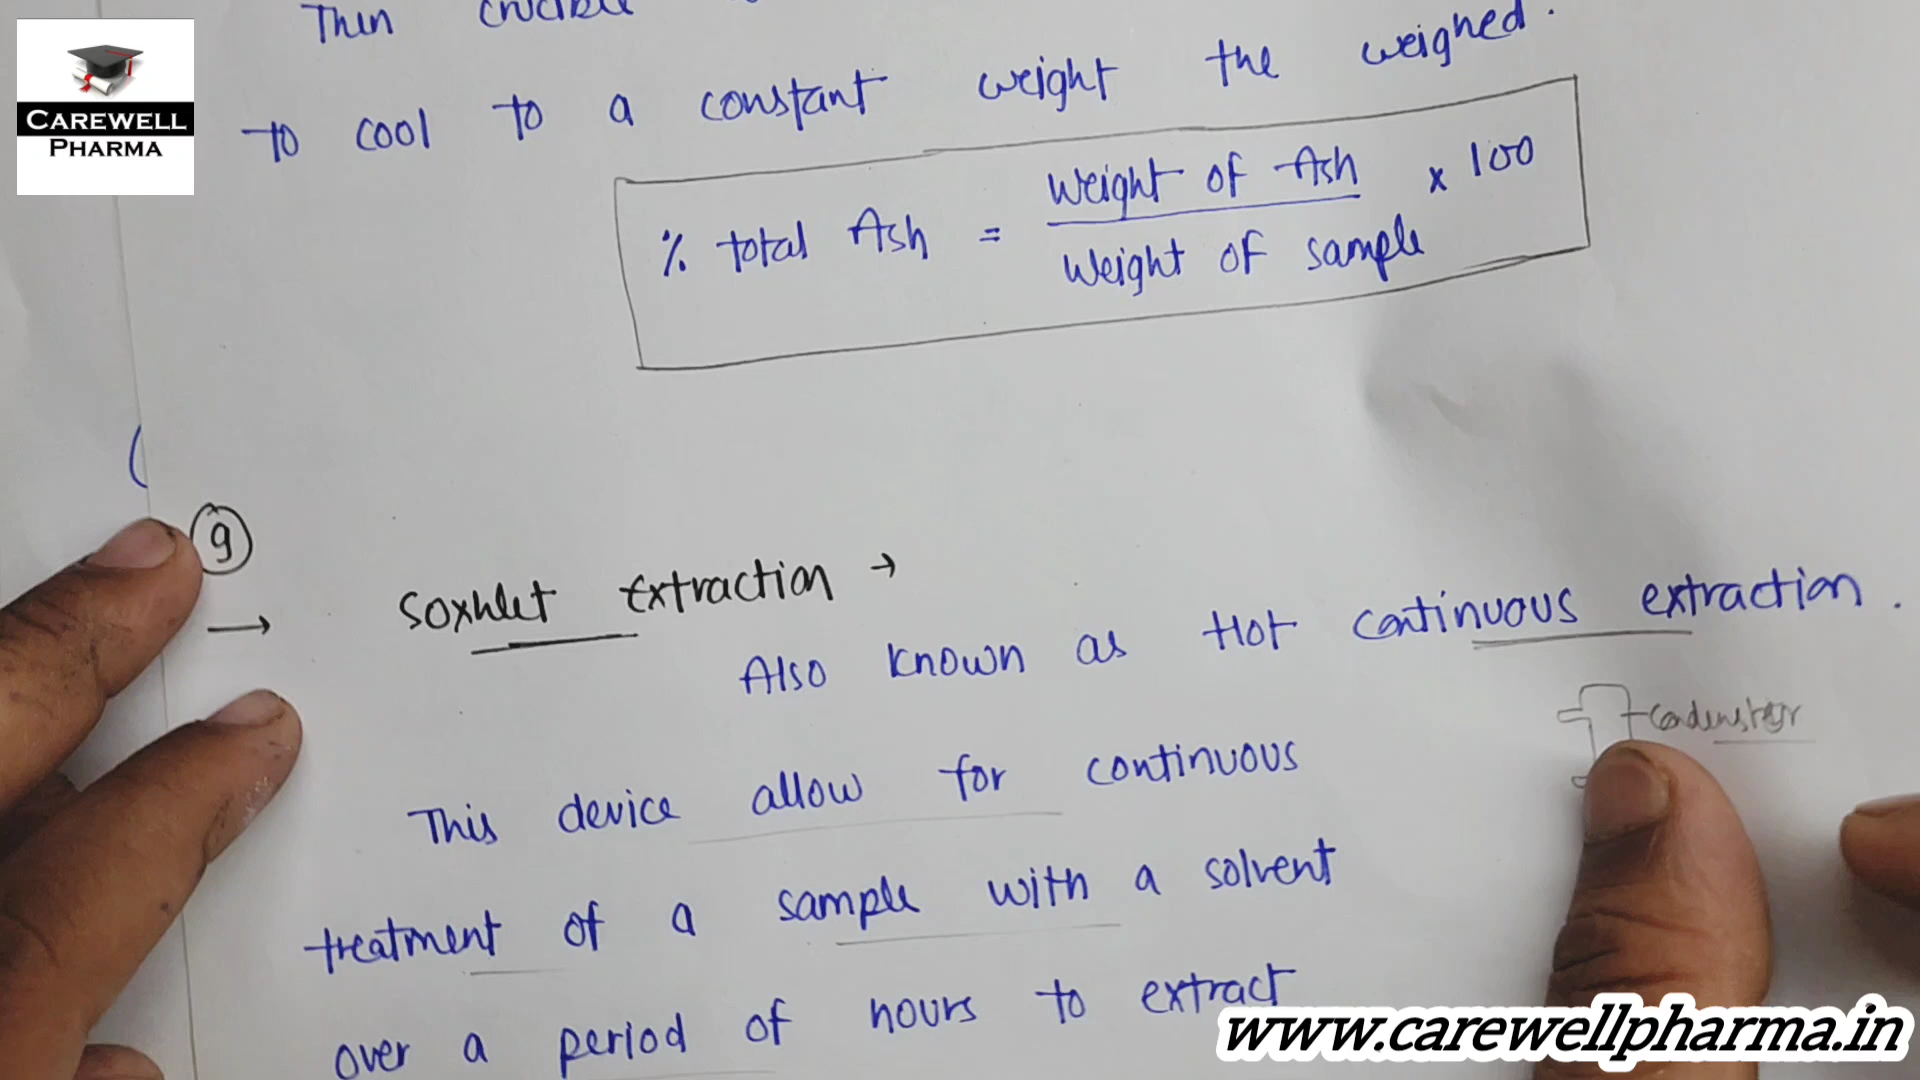 Then crucible
CAREWELL
PHARMA
to cool to a constant weight the weighed.
% total Ash = Weight of Ash / Weight of sample x 100
9
→ Soxhlet Extraction →
Also known as Hot continuous extraction.
This device allow for continuous
treatment of a sample with a solvent
over a period of hours to extract
www.carewellpharma.in